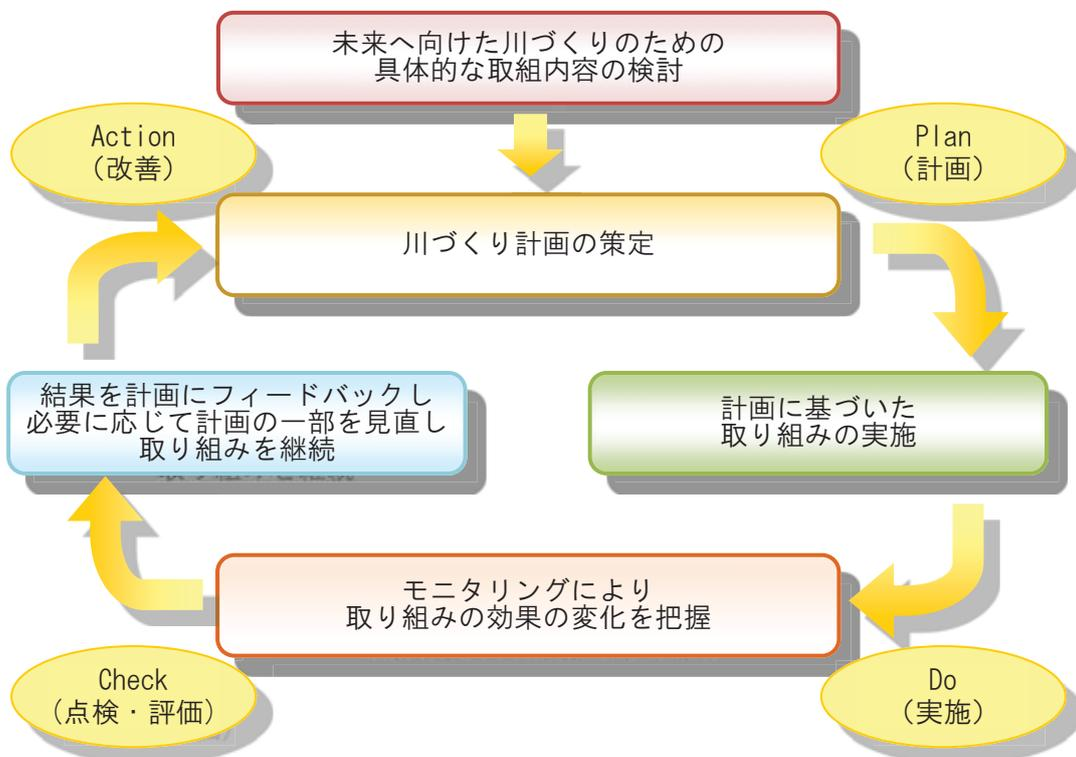 未来へ向けた川づくりのための
具体的な取組内容の検討
Action
（改善）
Plan
（計画）
川づくり計画の策定
結果を計画にフィードバックし
必要に応じて計画の一部を見直し
取り組みを継続
計画に基づいた
取り組みの実施
モニタリングにより
取り組みの効果の変化を把握
Check
（点検・評価）
Do
（実施）